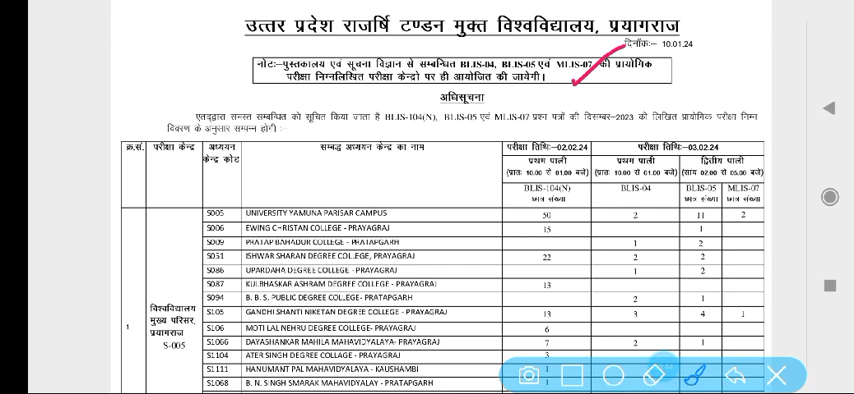 उत्तर प्रदेश राजर्षि टण्डन मुक्त विश्वविद्यालय, प्रयागराज
दिनॉकः– 10.01.24
नोटः–पुस्तकालय एवं सूचना विज्ञान से सम्बन्धित BLIS-04, BLIS-05 एवं MLIS-07 की प्रायोगिक
परीक्षा निम्नलिखित परीक्षा केन्द्रो पर ही आयोजित की जायेगी।
अधिसूचना
एतद्द्वारा समस्त सम्बन्धित को सूचित किया जाता है BLIS-104(N), BLIS-05 एवं MLIS-07 प्रश्न पत्रों की दिसम्बर–2023 की लिखित प्रायोगिक परीक्षा निम्न
विवरण के अनुसार सम्पन्न होगी :–
क्र.सं. परीक्षा केन्द्र अध्ययन केन्द्र कोट सम्बद्ध अध्ययन केन्द्र का नाम परीक्षा तिथिः–02.02.24 परीक्षा तिथिः–03.02.24
प्रथम पाली प्रथम पाली द्वितीय पाली
(प्रातः 10.00 से 01.00 बजे) (प्रातः 10.00 से 01.00 बजे) (सांय 02.00 से 05.00 बजे)
BLIS-104(N) BLIS-04 BLIS-05 MLIS-07
छात्र संख्या छात्र संख्या छात्र संख्या
S005 UNIVERSITY YAMUNA PARISAR CAMPUS 50 2 11 2
S006 EWING CHRISTAN COLLEGE - PRAYAGRAJ 15 1
S009 PRATAP BAHADUR COLLEGE - PRATAPGARH 1 2
S051 ISHWAR SHARAN DEGREE COLLEGE, PRAYAGRAJ 22 2 2
S086 UPARDAHA DEGREE COLLEGE - PRAYAGRAJ 1 2
S087 KULBHASKAR ASHRAM DEGREE COLLEGE - PRAYAGRAJ 13
S094 B. B. S. PUBLIC DEGREE COLLEGE- PRATAPGARH 2 1
S105 GANDHI SHANTI NIKETAN DEGREE COLLEGE - PRAYAGRAJ 13 3 4 1
S106 MOTI LAL NEHRU DEGREE COLLEGE- PRAYAGRAJ 6
1 विश्वविद्यालय मुख्य परिसर, प्रयागराज S-005
S1066 DAYASHANKAR MAHILA MAHAVIDYALAYA- PRAYAGRAJ 7 2 1
S1104 ATER SINGH DEGREE COLLAGE - PRAYAGRAJ 3
S1111 HANUMANT PAL MAHAVIDYALAYA - KAUSHAMBI 1
S1068 B. N. SINGH SMARAK MAHAVIDYALAY - PRATAPGARH 1